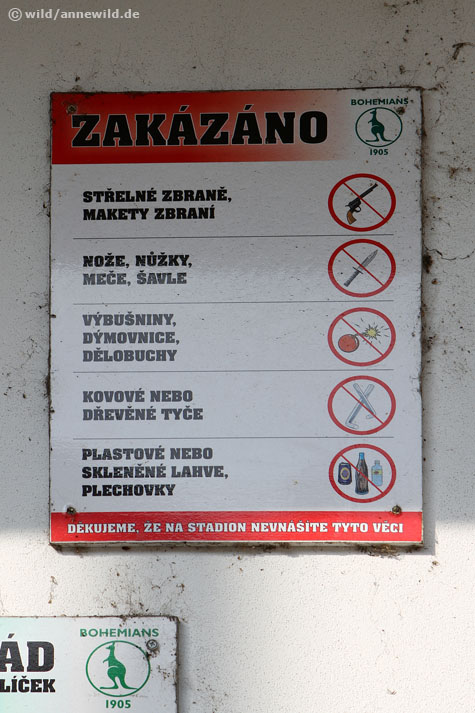 © wild/annewild.de
BOHEMIANS
ZAKÁZÁNO
1905
STŘELNÉ ZBRANĚ,
MAKETY ZBRANÍ
NOŽE, NŮŽKY,
MEČE, ŠAVLE
VÝBUŠNINY,
DÝMOVNICE,
DĚLOBUCHY
KOVOVÉ NEBO
DŘEVĚNÉ TYČE
PLASTOVÉ NEBO
SKLENĚNÉ LAHVE,
PLECHOVKY
DEKUJEME, ŽE NA STADION NEVNÁŠÍTE TYTO VĚCI
BOHEMIANS
ÁD
LÍČEK
1905